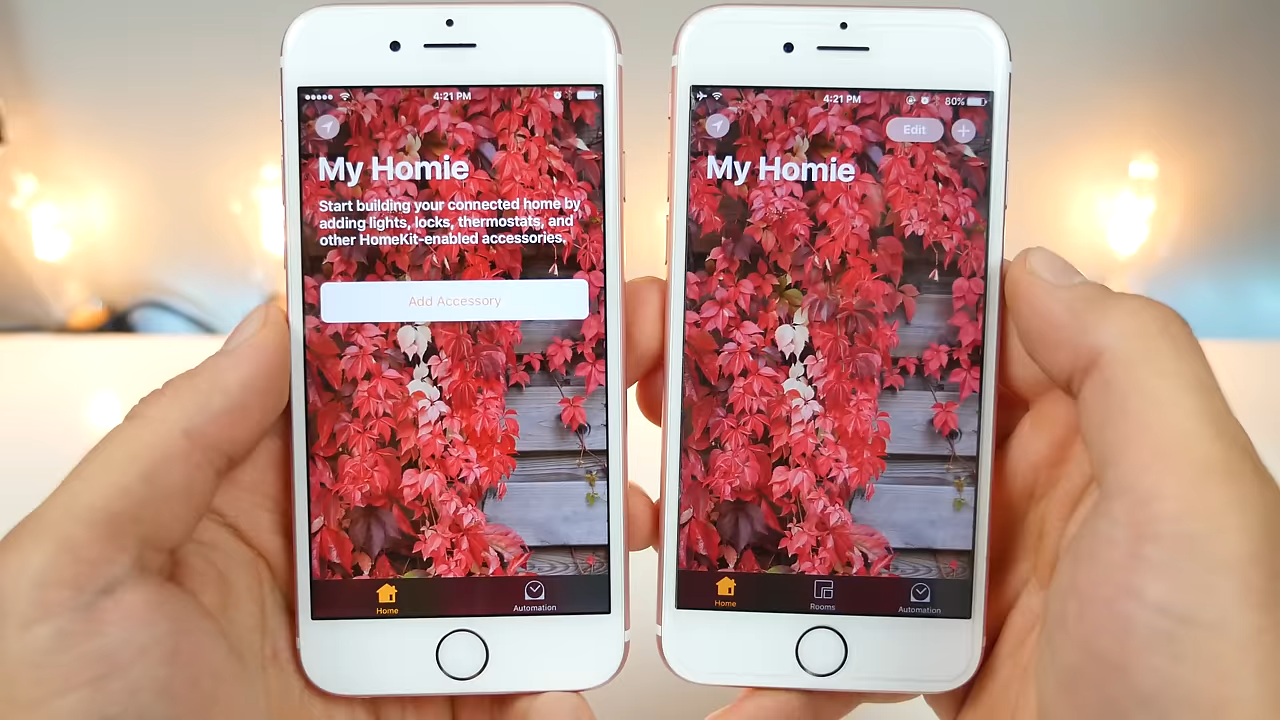 4:21 PM
My Homie
Start building your connected home by
adding lights, locks, thermostats, and
other HomeKit-enabled accessories.
Add Accessory
Home
Automation
4:21 PM
80%
Edit
My Homie
Home
Rooms
Automation